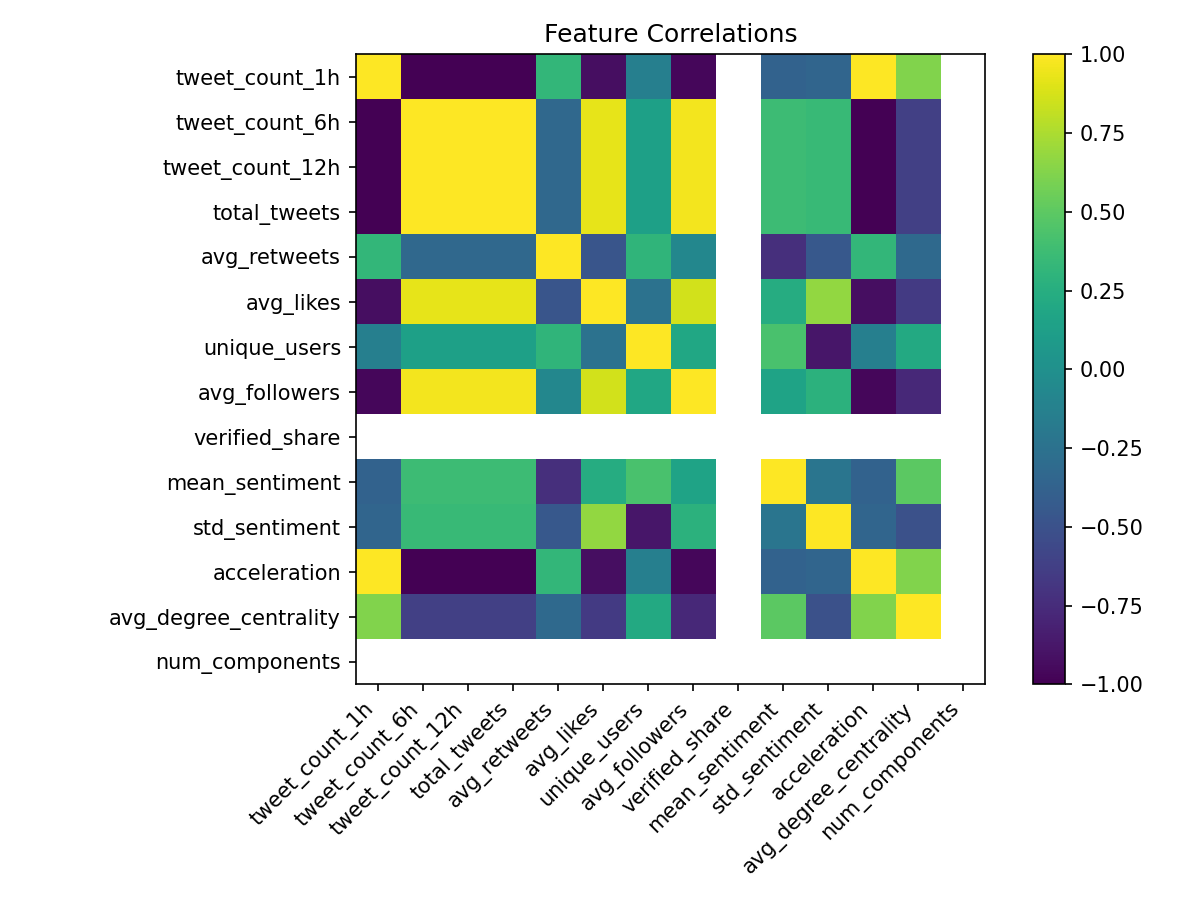 Feature Correlations
tweet_count_1h
tweet_count_6h
tweet_count_12h
total_tweets
avg_retweets
avg_likes
unique_users
avg_followers
verified_share
mean_sentiment
std_sentiment
acceleration
avg_degree_centrality
num_components
tweet_count_1h
tweet_count_6h
tweet_count_12h
total_tweets
avg_retweets
avg_likes
unique_users
avg_followers
verified_share
mean_sentiment
std_sentiment
acceleration
avg_degree_centrality
num_components
1.00
0.75
0.50
0.25
0.00
−0.25
−0.50
−0.75
−1.00